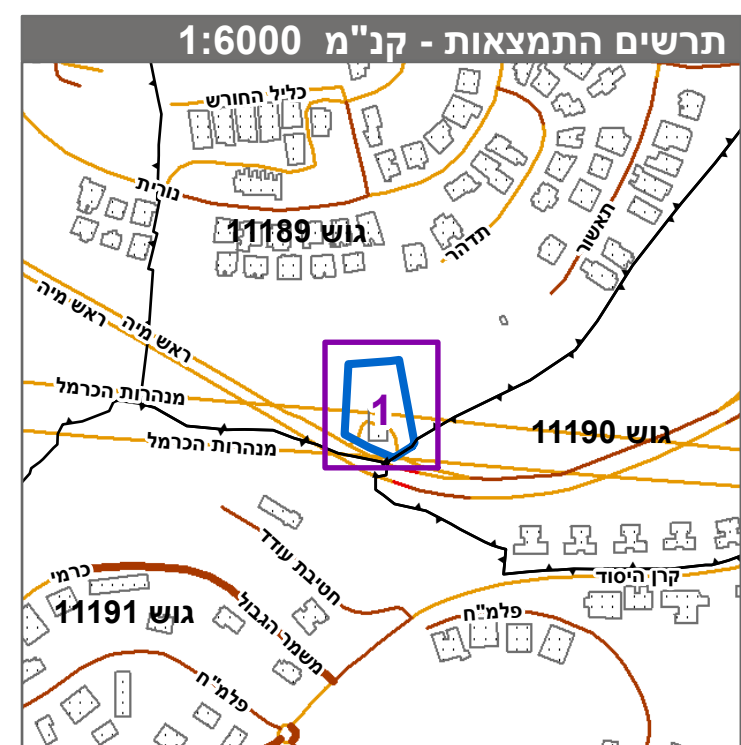 תרשים התמצאות - קנ"מ 1:6000
כליל החורש
נורית
גוש 11189
תדהר
תאשור
ראש מיה
ראש מיה
מנהרות הכרמל
1
מנהרות הכרמל
גוש 11190
חטיבת עודד
קרן היסוד
כרמי
גוש 11191
משמר הגבול
פלמ"ח
פלמ"ח